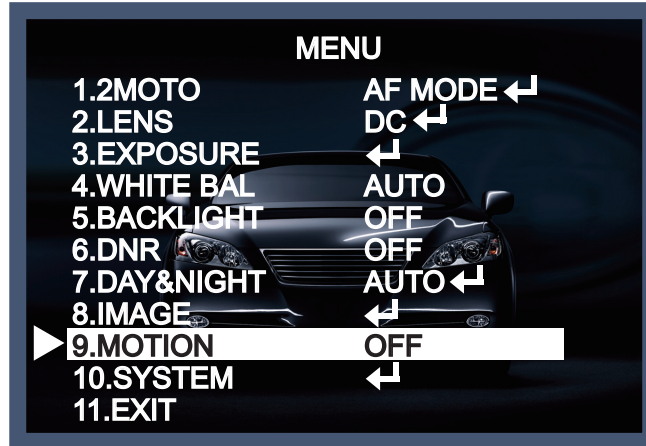 MENU
1.2MOTO AF MODE ↵
2.LENS DC ↵
3.EXPOSURE ↵
4.WHITE BAL AUTO
5.BACKLIGHT OFF
6.DNR OFF
7.DAY&NIGHT AUTO ↵
8.IMAGE ↵
9.MOTION OFF
10.SYSTEM ↵
11.EXIT